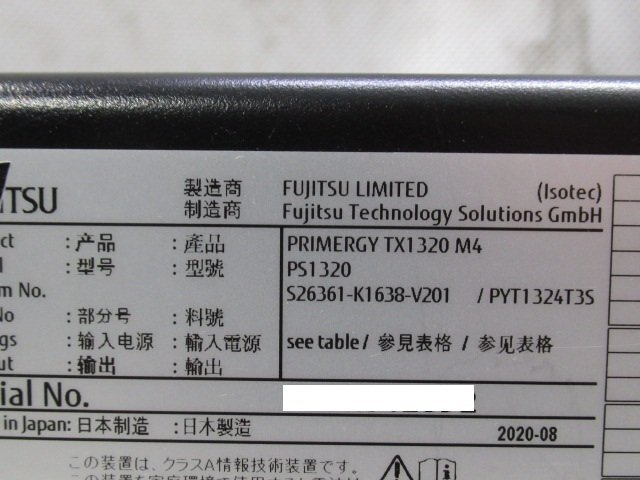 TSU 製造商 FUJITSU LIMITED (Isotec)
制造商 Fujitsu Technology Solutions GmbH
ct : 产品 : 產品 PRIMERGY TX1320 M4
: 型号 : 型號 PS1320
m No. S26361-K1638-V201 / PYT1324T3S
No : 部分号 : 料號
gs : 输入电源 : 輸入電源 see table / 參見表格 / 参见表格
ut : 输出 : 輸出
ial No.
in Japan: 日本制造 : 日本製造 2020-08
この装置は、クラスA情報技術装置です。